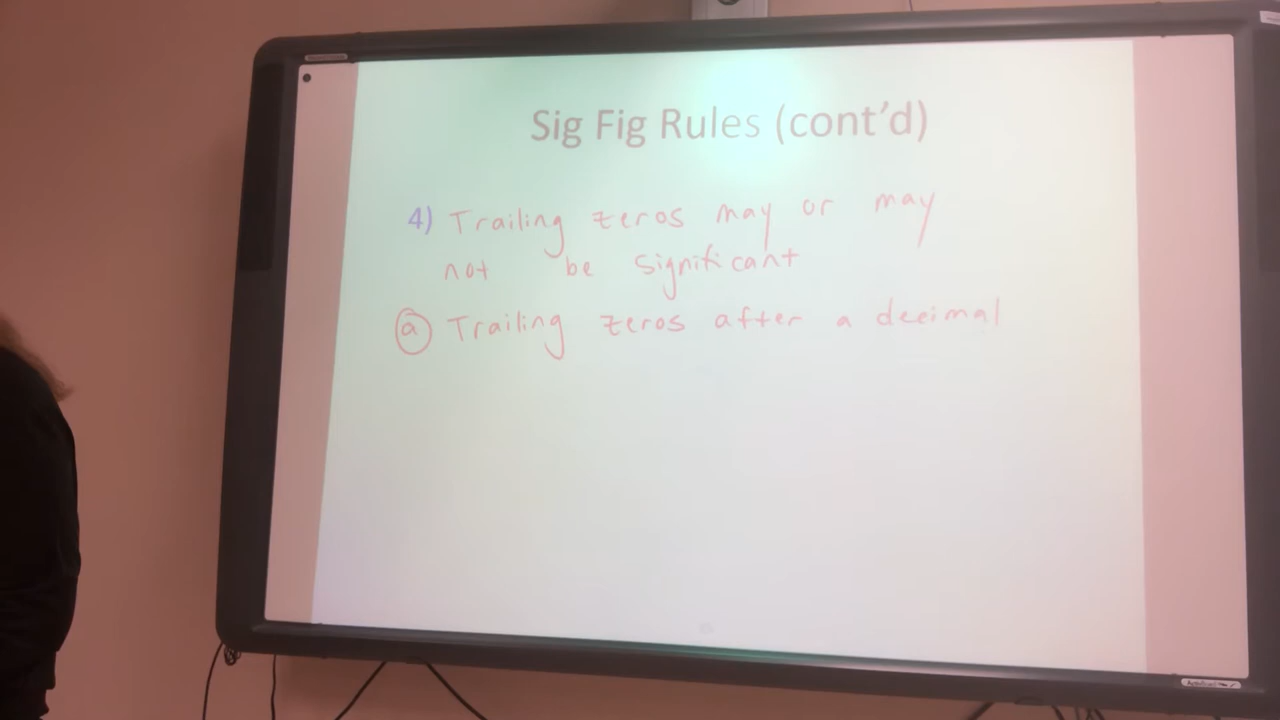 Sig Fig Rules (cont'd)
4) Trailing zeros may or may
not be significant
a Trailing zeros after a decimal